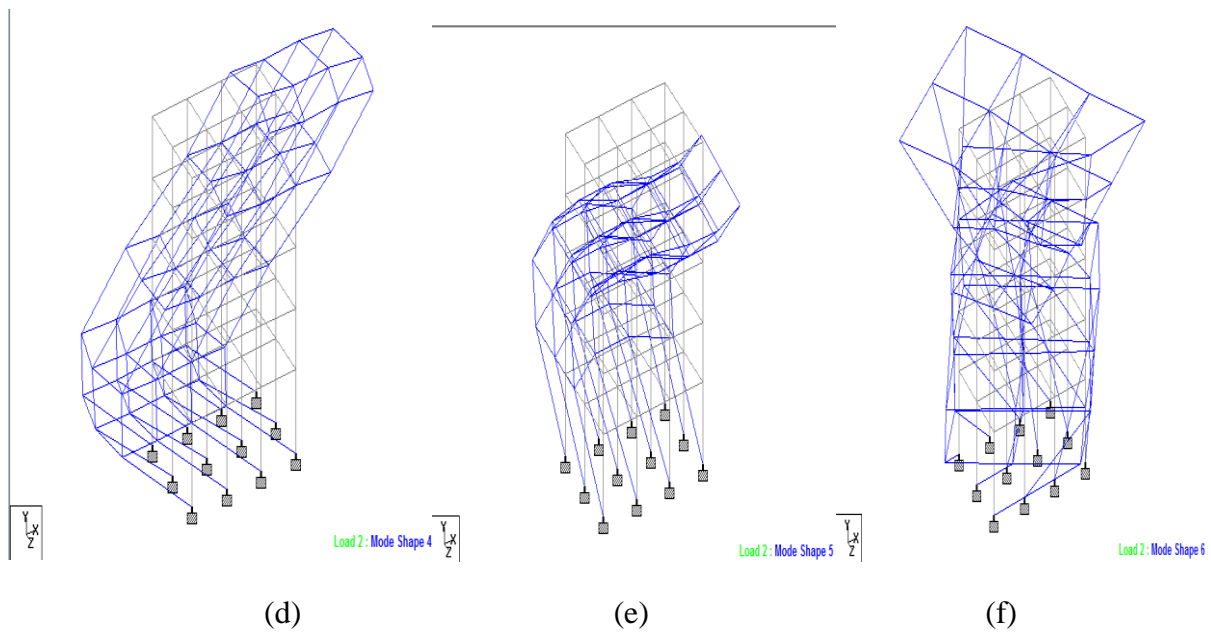 Y
X
Z
Load 2 : Mode Shape 4
Y
X
Z
Load 2 : Mode Shape 5
Y
X
Z
Load 2 : Mode Shape 6
(d)
(e)
(f)